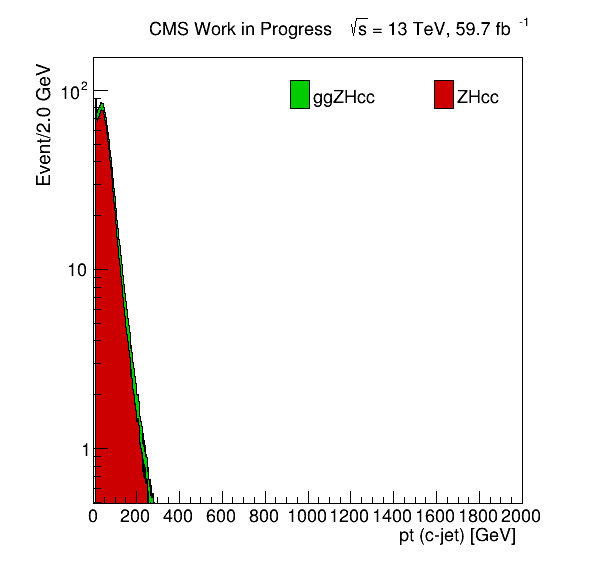 CMS Work in Progress √s = 13 TeV, 59.7 fb⁻¹
Event/2.0 GeV
ggZHcc
ZHcc
10²
10
1
0 200 400 600 800 1000 1200 1400 1600 1800 2000
pt (c-jet) [GeV]